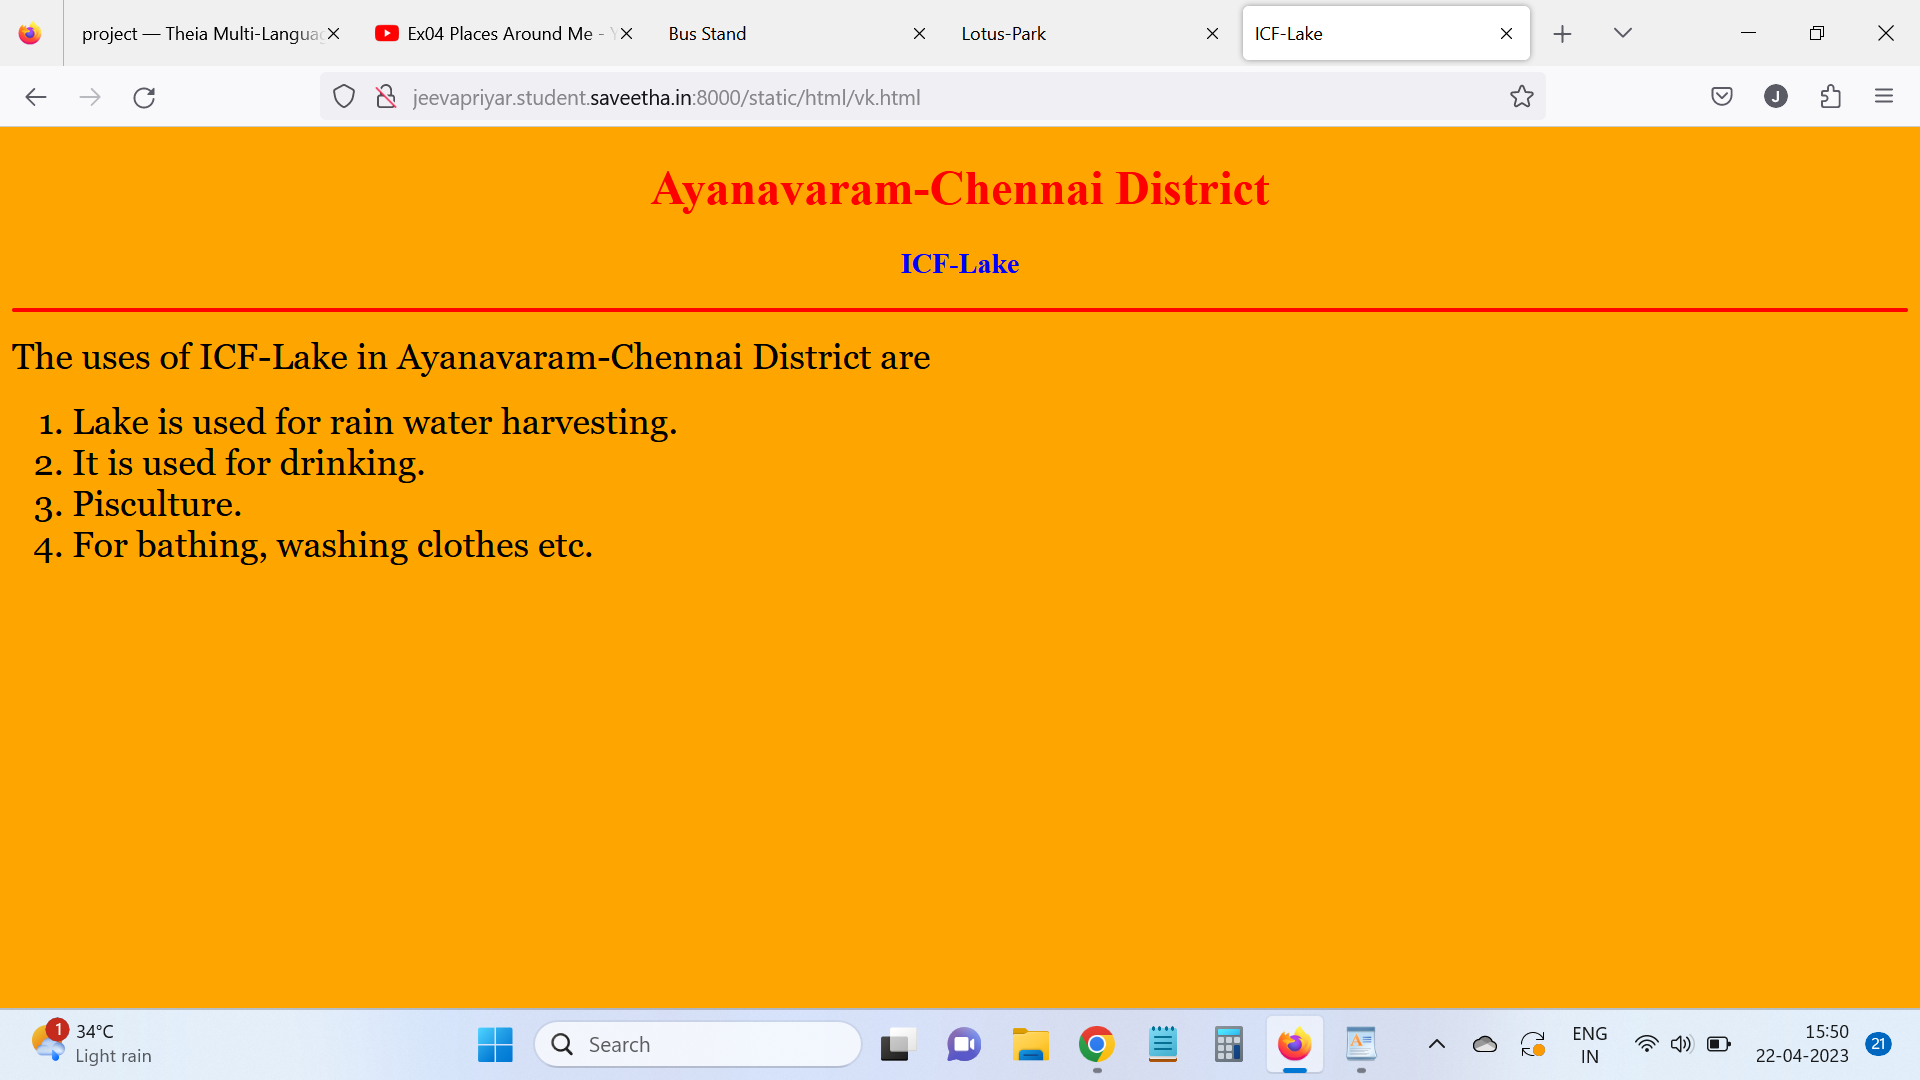 project — Theia Multi-Langua
Ex04 Places Around Me -
Bus Stand
Lotus-Park
ICF-Lake
jeevapriyar.student.saveetha.in:8000/static/html/vk.html
J
Ayanavaram-Chennai District
ICF-Lake
The uses of ICF-Lake in Ayanavaram-Chennai District are
1. Lake is used for rain water harvesting.
2. It is used for drinking.
3. Pisculture.
4. For bathing, washing clothes etc.
1
34°C
Light rain
Search
ENG
IN
15:50
22-04-2023
21